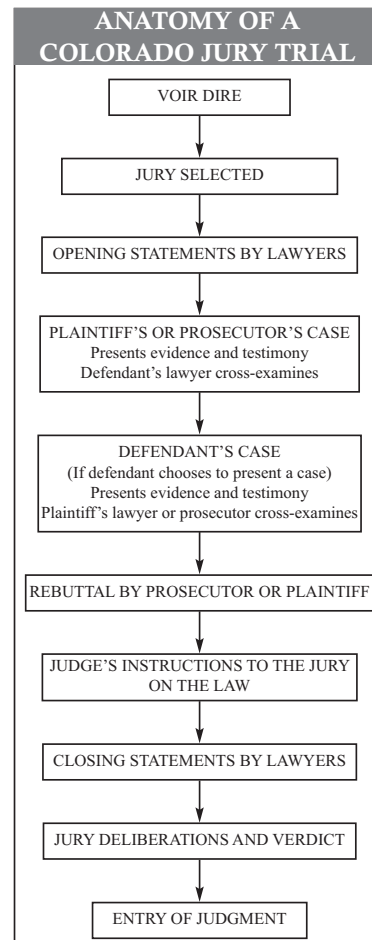 ANATOMY OF A
COLORADO JURY TRIAL
VOIR DIRE
JURY SELECTED
OPENING STATEMENTS BY LAWYERS
PLAINTIFF'S OR PROSECUTOR'S CASE
Presents evidence and testimony
Defendant's lawyer cross-examines
DEFENDANT'S CASE
(If defendant chooses to present a case)
Presents evidence and testimony
Plaintiff's lawyer or prosecutor cross-examines
REBUTTAL BY PROSECUTOR OR PLAINTIFF
JUDGE'S INSTRUCTIONS TO THE JURY
ON THE LAW
CLOSING STATEMENTS BY LAWYERS
JURY DELIBERATIONS AND VERDICT
ENTRY OF JUDGMENT